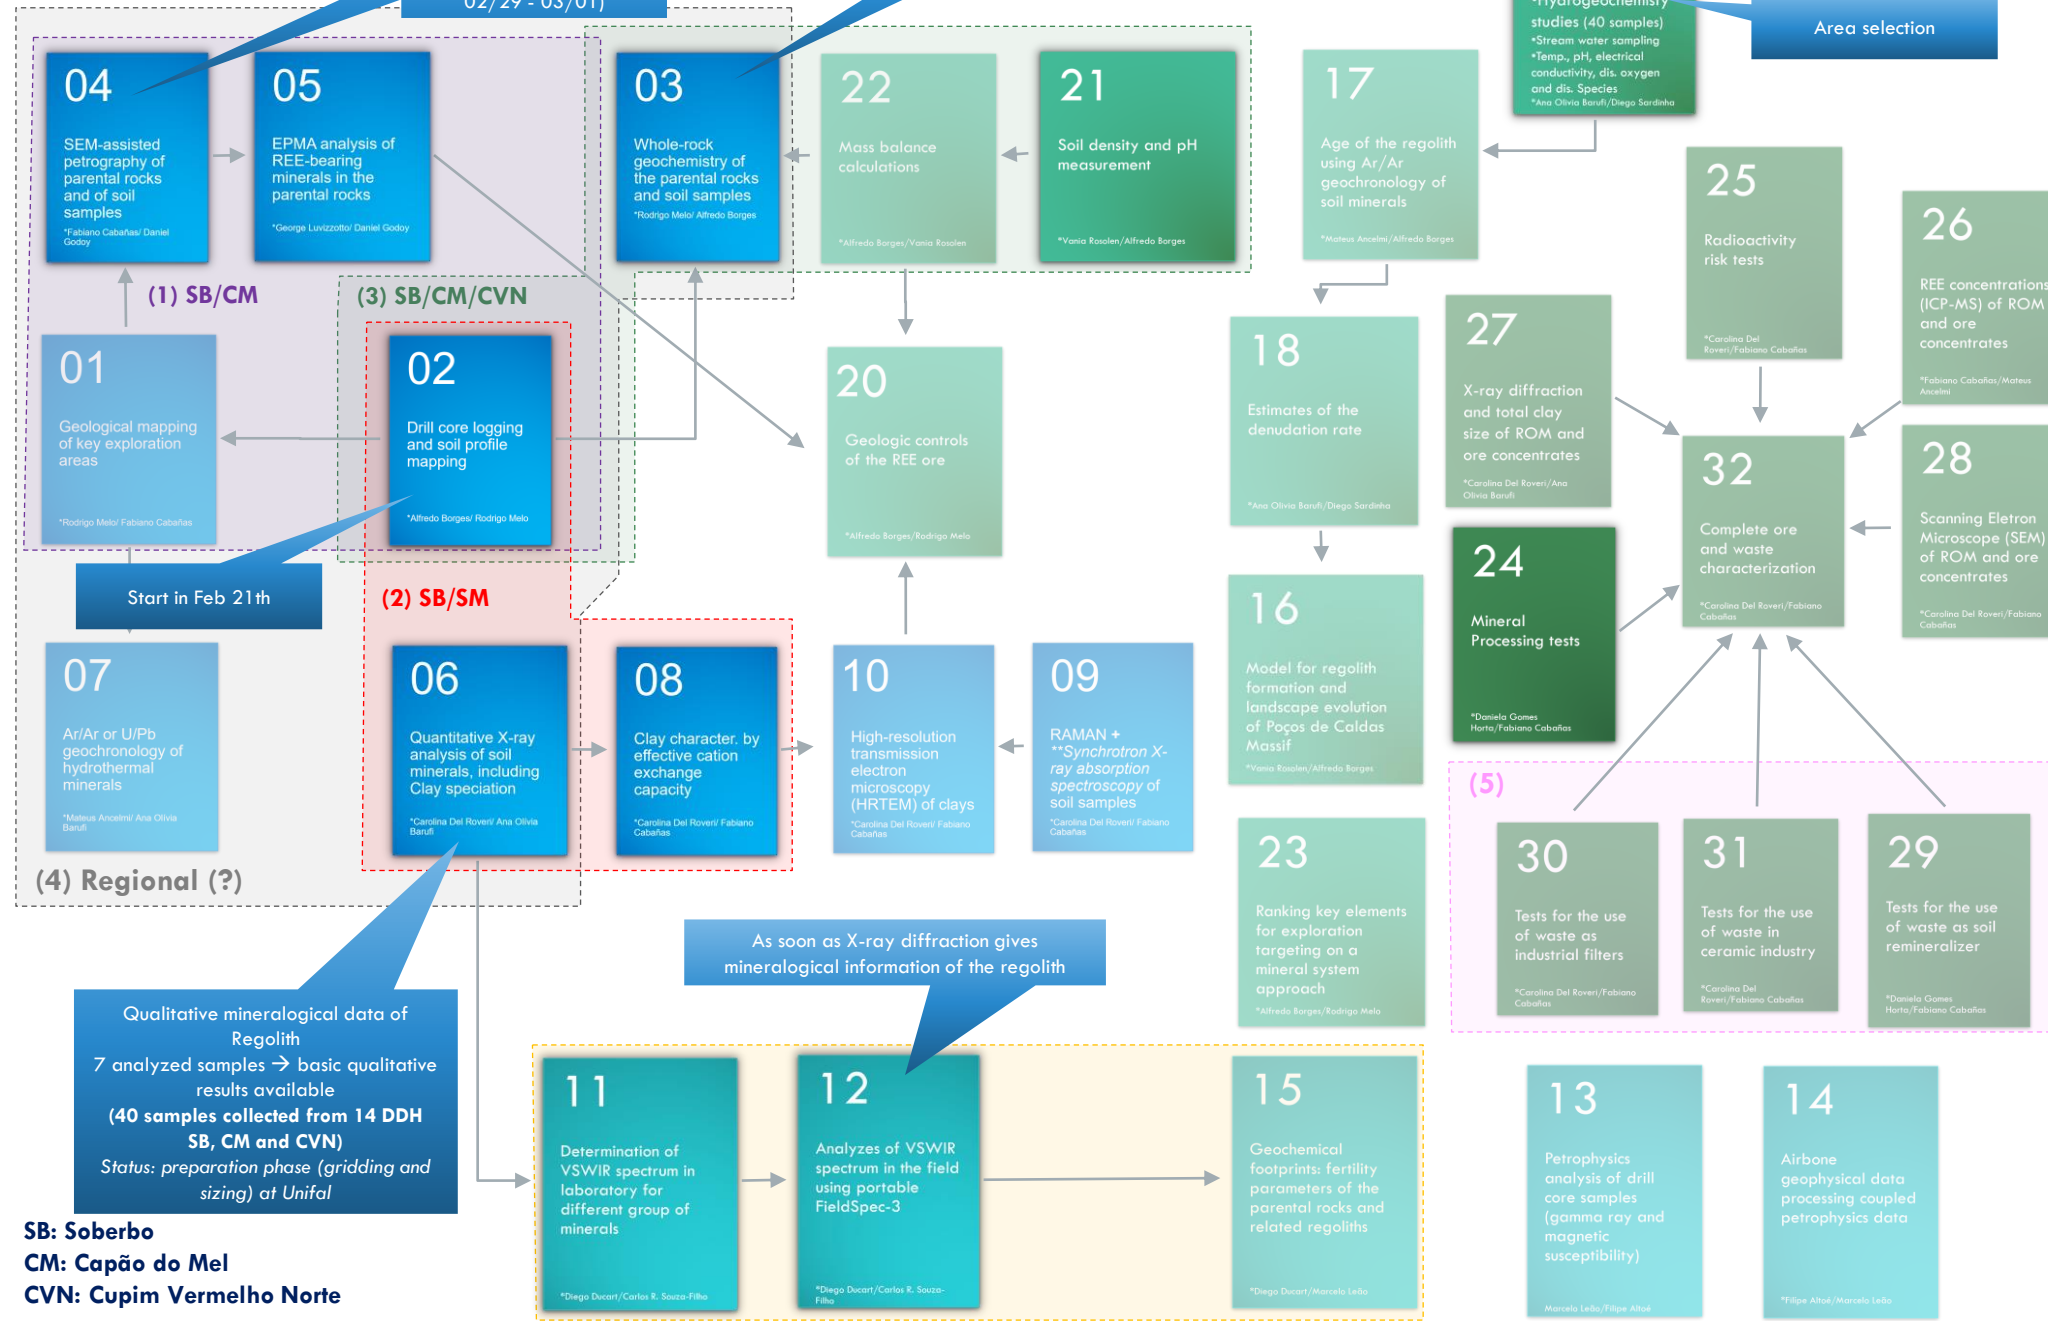 02/29 - 03/01)
*Hydrogeochemistry
studies (40 samples)
•Stream water sampling
•Temp., pH, electrical
conductivity, dis. oxygen
and dis. Species
*Ana Olivia Barufi/Diego Sardinha
Area selection
04
SEM-assisted
petrography of
parental rocks
and of soil
samples
*Fabiano Cabañas/ Daniel
Godoy
05
EPMA analysis of
REE-bearing
minerals in the
parental rocks
*George Luvizzotto/ Daniel Godoy
03
Whole-rock
geochemistry of
the parental rocks
and soil samples
*Rodrigo Melo/ Alfredo Borges
22
Mass balance
calculations
*Alfredo Borges/Vania Rosolen
21
Soil density and pH
measurement
*Vania Rosolen/Alfredo Borges
17
Age of the regolith
using Ar/Ar
geochronology of
soil minerals
*Mateus Ancelmi/Alfredo Borges
25
Radioactivity
risk tests
*Carolina Del
Roveri/Fabiano Cabañas
26
REE concentrations
(ICP-MS) of ROM
and ore
concentrates
*Fabiano Cabañas/Mateus
Ancelmi
(1) SB/CM
(3) SB/CM/CVN
01
Geological mapping
of key exploration
areas
*Rodrigo Melo/ Fabiano Cabañas
02
Drill core logging
and soil profile
mapping
*Alfredo Borges/ Rodrigo Melo
20
Geologic controls
of the REE ore
*Alfredo Borges/Rodrigo Melo
18
Estimates of the
denudation rate
*Ana Olivia Barufi/Diego Sardinha
27
X-ray diffraction
and total clay
size of ROM and
ore concentrates
*Carolina Del Roveri/Ana
Olivia Barufi
32
Complete ore
and waste
characterization
*Carolina Del Roveri/Fabiano
Cabañas
28
Scanning Eletron
Microscope (SEM)
of ROM and ore
concentrates
*Carolina Del Roveri/Fabiano
Cabañas
Start in Feb 21th
(2) SB/SM
24
Mineral
Processing tests
*Daniela Gomes
Horta/Fabiano Cabañas
07
Ar/Ar or U/Pb
geochronology of
hydrothermal
minerals
*Mateus Ancelmi/ Ana Olívia
Barufi
06
Quantitative X-ray
analysis of soil
minerals, including
Clay speciation
*Carolina Del Roveri/ Ana Olívia
Barufi
08
Clay character. by
effective cation
exchange
capacity
*Carolina Del Roveri/ Fabiano
Cabañas
10
High-resolution
transmission
electron
microscopy
(HRTEM) of clays
*Carolina Del Roveri/ Fabiano
Cabañas
09
RAMAN +
**Synchrotron X-
ray absorption
spectroscopy of
soil samples
*Carolina Del Roveri/ Fabiano
Cabañas
16
Model for regolith
formation and
landscape evolution
of Poços de Caldas
Massif
*Vania Rosolen/Alfredo Borges
(4) Regional (?)
(5)
23
Ranking key elements
for exploration
targeting on a
mineral system
approach
*Alfredo Borges/Rodrigo Melo
30
Tests for the use
of waste as
industrial filters
*Carolina Del Roveri/Fabiano
Cabañas
31
Tests for the use
of waste in
ceramic industry
*Carolina Del
Roveri/Fabiano Cabañas
29
Tests for the use
of waste as soil
remineralizer
*Daniela Gomes
Horta/Fabiano Cabañas
As soon as X-ray diffraction gives
mineralogical information of the regolith
Qualitative mineralogical data of
Regolith
7 analyzed samples → basic qualitative
results available
(40 samples collected from 14 DDH
SB, CM and CVN)
Status: preparation phase (gridding and
sizing) at Unifal
11
Determination of
VSWIR spectrum in
laboratory for
different group of
minerals
*Diego Ducart/Carlos R. Souza-Filho
12
Analyzes of VSWIR
spectrum in the field
using portable
FieldSpec-3
*Diego Ducart/Carlos R. Souza-
Filho
15
Geochemical
footprints: fertility
parameters of the
parental rocks and
related regoliths
*Diego Ducart/Marcelo Leão
13
Petrophysics
analysis of drill
core samples
(gamma ray and
magnetic
susceptibility)
Marcelo Leão/Filipe Altoé
14
Airbone
geophysical data
processing coupled
petrophysics data
*Filipe Altoé/Marcelo Leão
SB: Soberbo
CM: Capão do Mel
CVN: Cupim Vermelho Norte